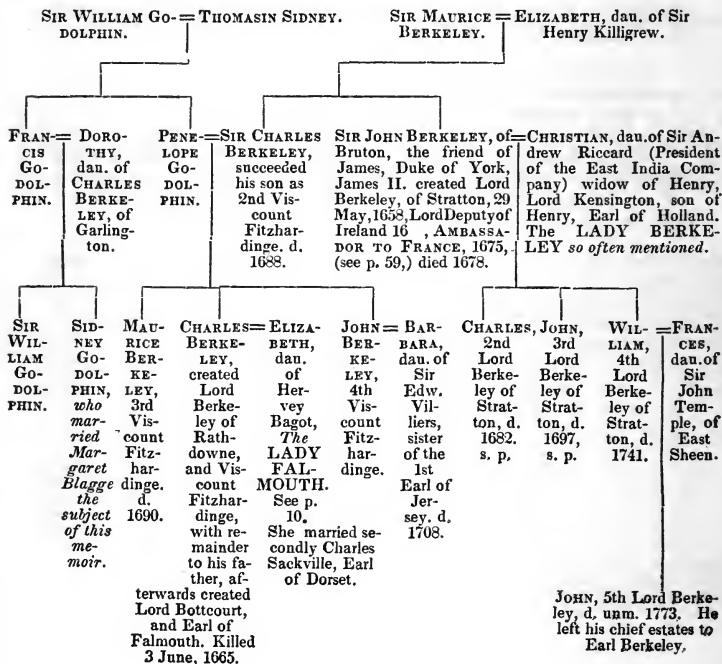 SIR WILLIAM GO-
DOLPHIN.
=
THOMASIN SIDNEY.
SIR MAURICE
BERKELEY.
=
ELIZABETH, dau. of Sir
Henry Killigrew.
FRAN-
CIS
GO-
DOL-
PHIN.
=
DORO-
THY,
dau. of
CHARLES
BERKE-
LEY, of
Garling-
ton.
PENE-
LOPE
GO-
DOL-
PHIN.
=
SIR CHARLES
BERKELEY,
succeeded
his son as
2nd Vis-
count
Fitzhar-
dinge. d.
1688.
SIR JOHN BERKELEY, of
Bruton, the friend of
James, Duke of York,
James II. created Lord
Berkeley, of Stratton, 29
May, 1658, Lord Deputy of
Ireland 16 , AMBASSA-
DOR TO FRANCE, 1675,
(see p. 59,) died 1678.
=
CHRISTIAN, dau. of Sir An-
drew Riccard (President
of the East India Com-
pany) widow of Henry,
Lord Kensington, son of
Henry, Earl of Holland.
The LADY BERKE-
LEY so often mentioned.
SIR
WIL-
LIAM
GO-
DOL-
PHIN.
SID-
NEY
GO-
DOL-
PHIN,
who
mar-
ried
Mar-
garet
Blagge
the
subject
of this
me-
moir.
MAU-
RICE
BER-
KE-
LEY,
3rd
Vis-
count
Fitz-
har-
dinge.
d.
1690.
CHARLES
BERKE-
LEY,
created
Lord
Berke-
ley of
Rath-
downe,
and Vis-
count
Fitzhar-
dinge,
with re-
mainder
to his fa-
ther, af-
terwards created
Lord Bottcourt,
and Earl of
Falmouth. Killed
3 June, 1665.
=
ELIZA-
BETH,
dau.
of
Her-
vey
Bagot,
The
LADY
FAL-
MOUTH.
See p.
10.
She married se-
condly Charles
Sackville, Earl
of Dorset.
JOHN
BER-
KE-
LEY,
4th
Vis-
count
Fitz-
har-
dinge.
=
BAR-
BARA,
dau. of
Sir
Edw.
Vil-
liers,
sister
of the
1st
Earl of
Jer-
sey. d.
1708.
CHARLES,
2nd
Lord
Berke-
ley of
Strat-
ton, d.
1682.
s. p.
JOHN,
3rd
Lord
Berke-
ley of
Strat-
ton, d.
1697,
s. p.
WIL-
LIAM,
4th
Lord
Berke-
ley of
Strat-
ton, d.
1741.
=
FRAN-
CES,
dau. of
Sir
John
Tem-
ple, of
East
Sheen.
JOHN, 5th Lord Berke-
ley, d. unm. 1773. He
left his chief estates to
Earl Berkeley.